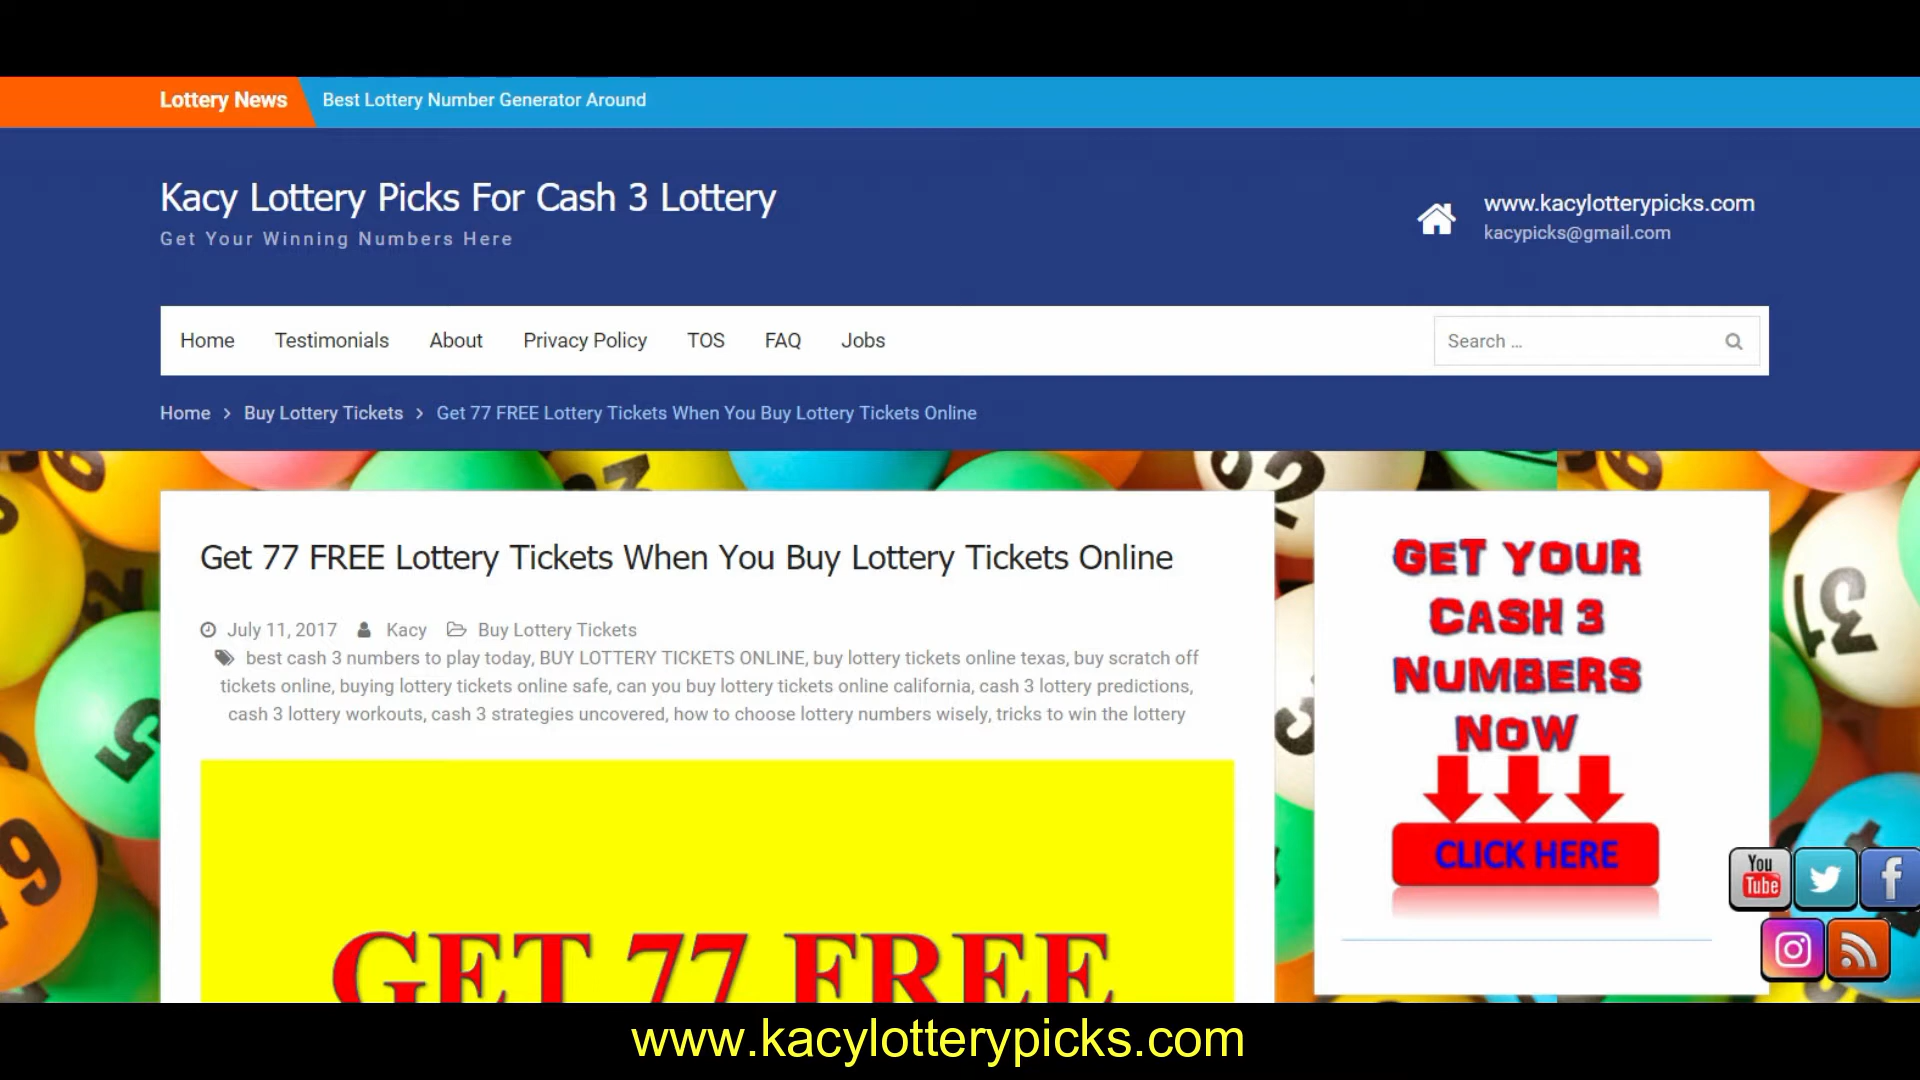 Lottery News
Best Lottery Number Generator Around
Kacy Lottery Picks For Cash 3 Lottery
Get Your Winning Numbers Here
www.kacylotterypicks.com
kacypicks@gmail.com
Home
Testimonials
About
Privacy Policy
TOS
FAQ
Jobs
Search ...
Home > Buy Lottery Tickets > Get 77 FREE Lottery Tickets When You Buy Lottery Tickets Online
Get 77 FREE Lottery Tickets When You Buy Lottery Tickets Online
July 11, 2017 Kacy Buy Lottery Tickets
best cash 3 numbers to play today, BUY LOTTERY TICKETS ONLINE, buy lottery tickets online texas, buy scratch off
tickets online, buying lottery tickets online safe, can you buy lottery tickets online california, cash 3 lottery predictions,
cash 3 lottery workouts, cash 3 strategies uncovered, how to choose lottery numbers wisely, tricks to win the lottery
GET 77 FREE
GET YOUR
CASH 3
NUMBERS
NOW
CLICK HERE
You
Tube
www.kacylotterypicks.com